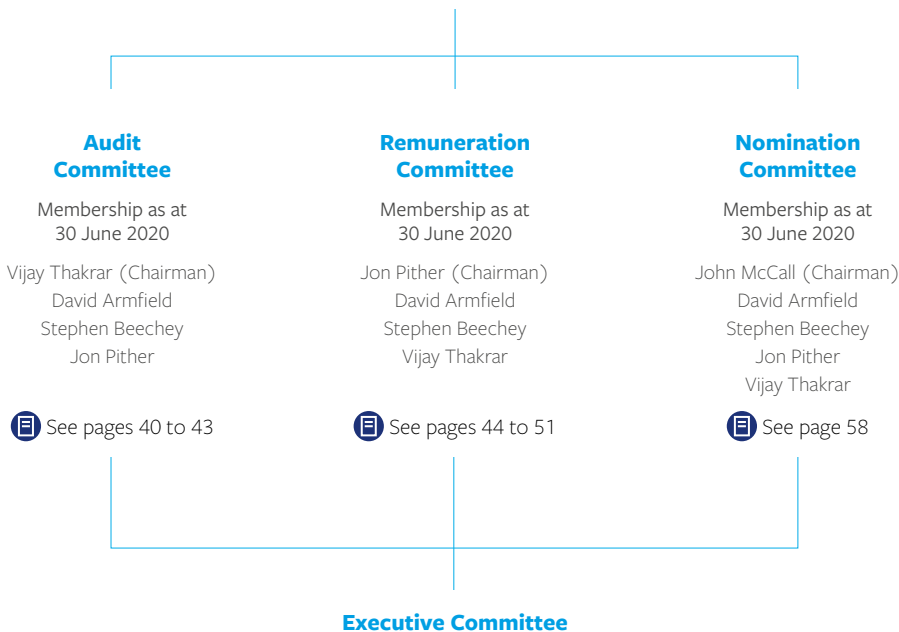 Audit
Committee
Membership as at
30 June 2020
Vijay Thakrar (Chairman)
David Armfield
Stephen Beechey
Jon Pither
See pages 40 to 43
Remuneration
Committee
Membership as at
30 June 2020
Jon Pither (Chairman)
David Armfield
Stephen Beechey
Vijay Thakrar
See pages 44 to 51
Nomination
Committee
Membership as at
30 June 2020
John McCall (Chairman)
David Armfield
Stephen Beechey
Jon Pither
Vijay Thakrar
See page 58
Executive Committee